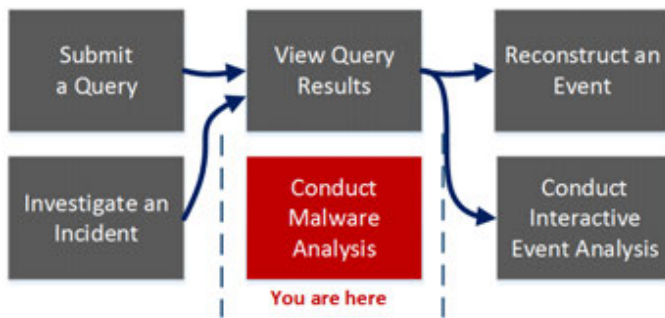 Submit
a Query
View Query
Results
Reconstruct an
Event
Investigate an
Incident
Conduct
Malware
Analysis
Conduct
Interactive
Event Analysis
You are here